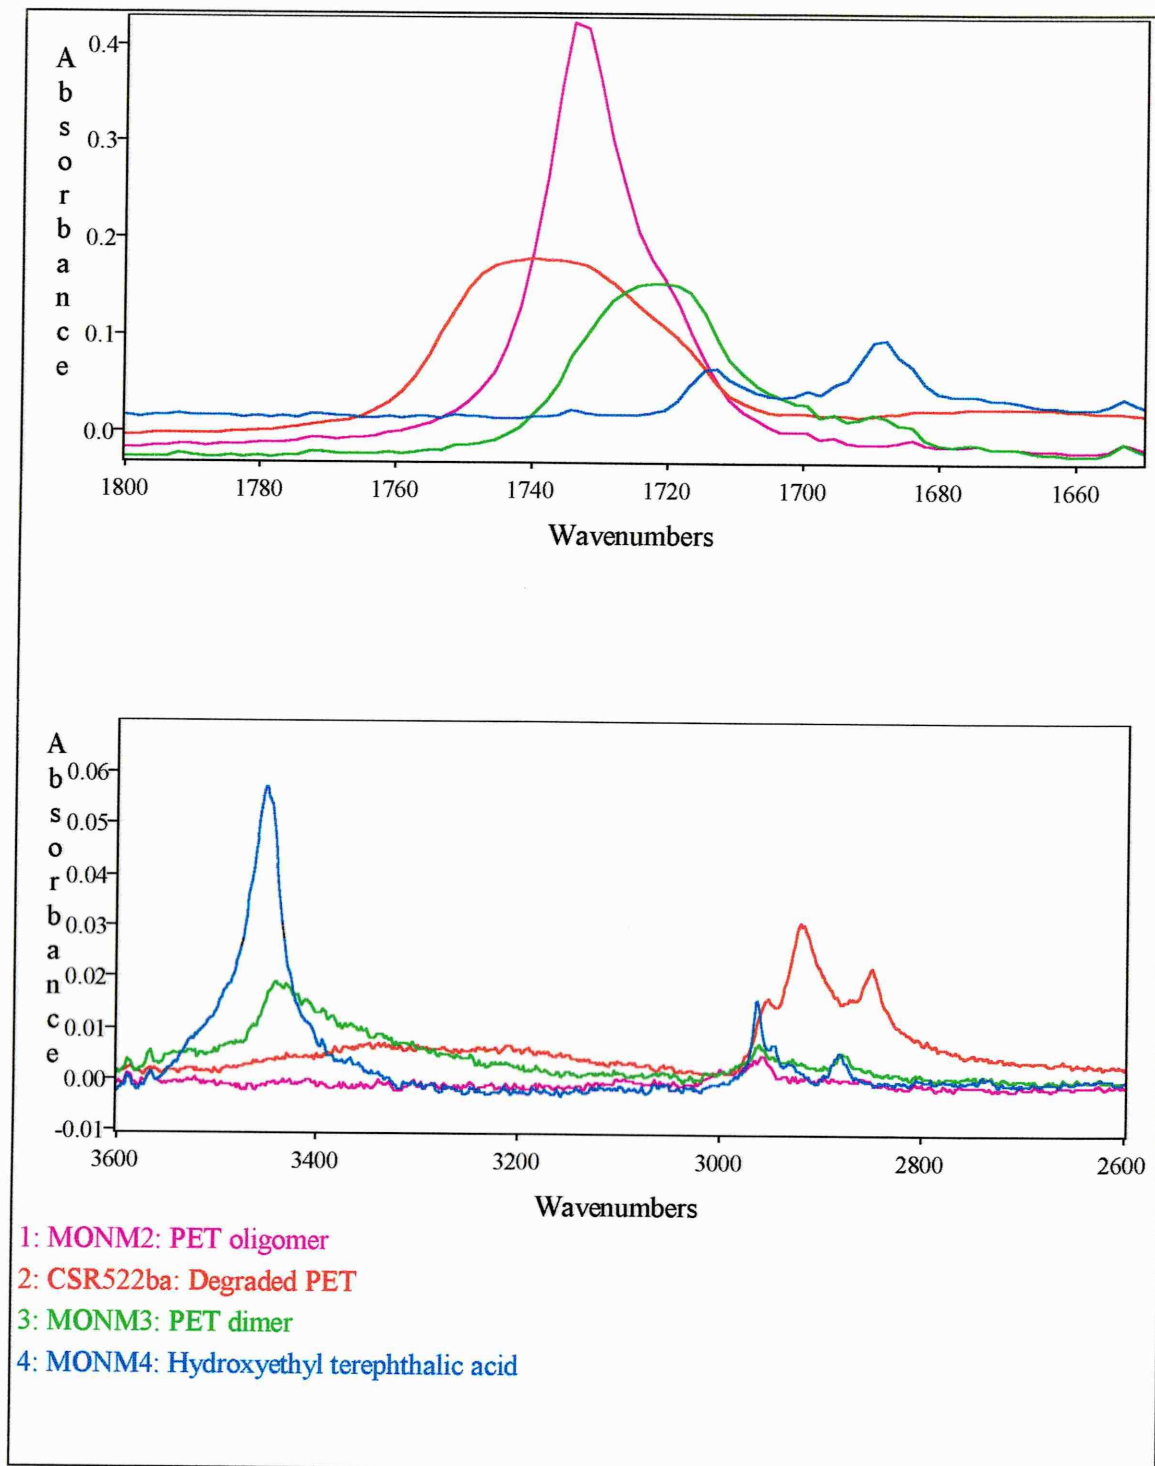 Absorbance
0.4
0.3
0.2
0.1
0.0
1800 1780 1760 1740 1720 1700 1680 1660
Wavenumbers
Absorbance
0.06
0.05
0.04
0.03
0.02
0.01
0.00
-0.01
3600 3400 3200 3000 2800 2600
Wavenumbers
1: MONM2: PET oligomer
2: CSR522ba: Degraded PET
3: MONM3: PET dimer
4: MONM4: Hydroxyethyl terephthalic acid